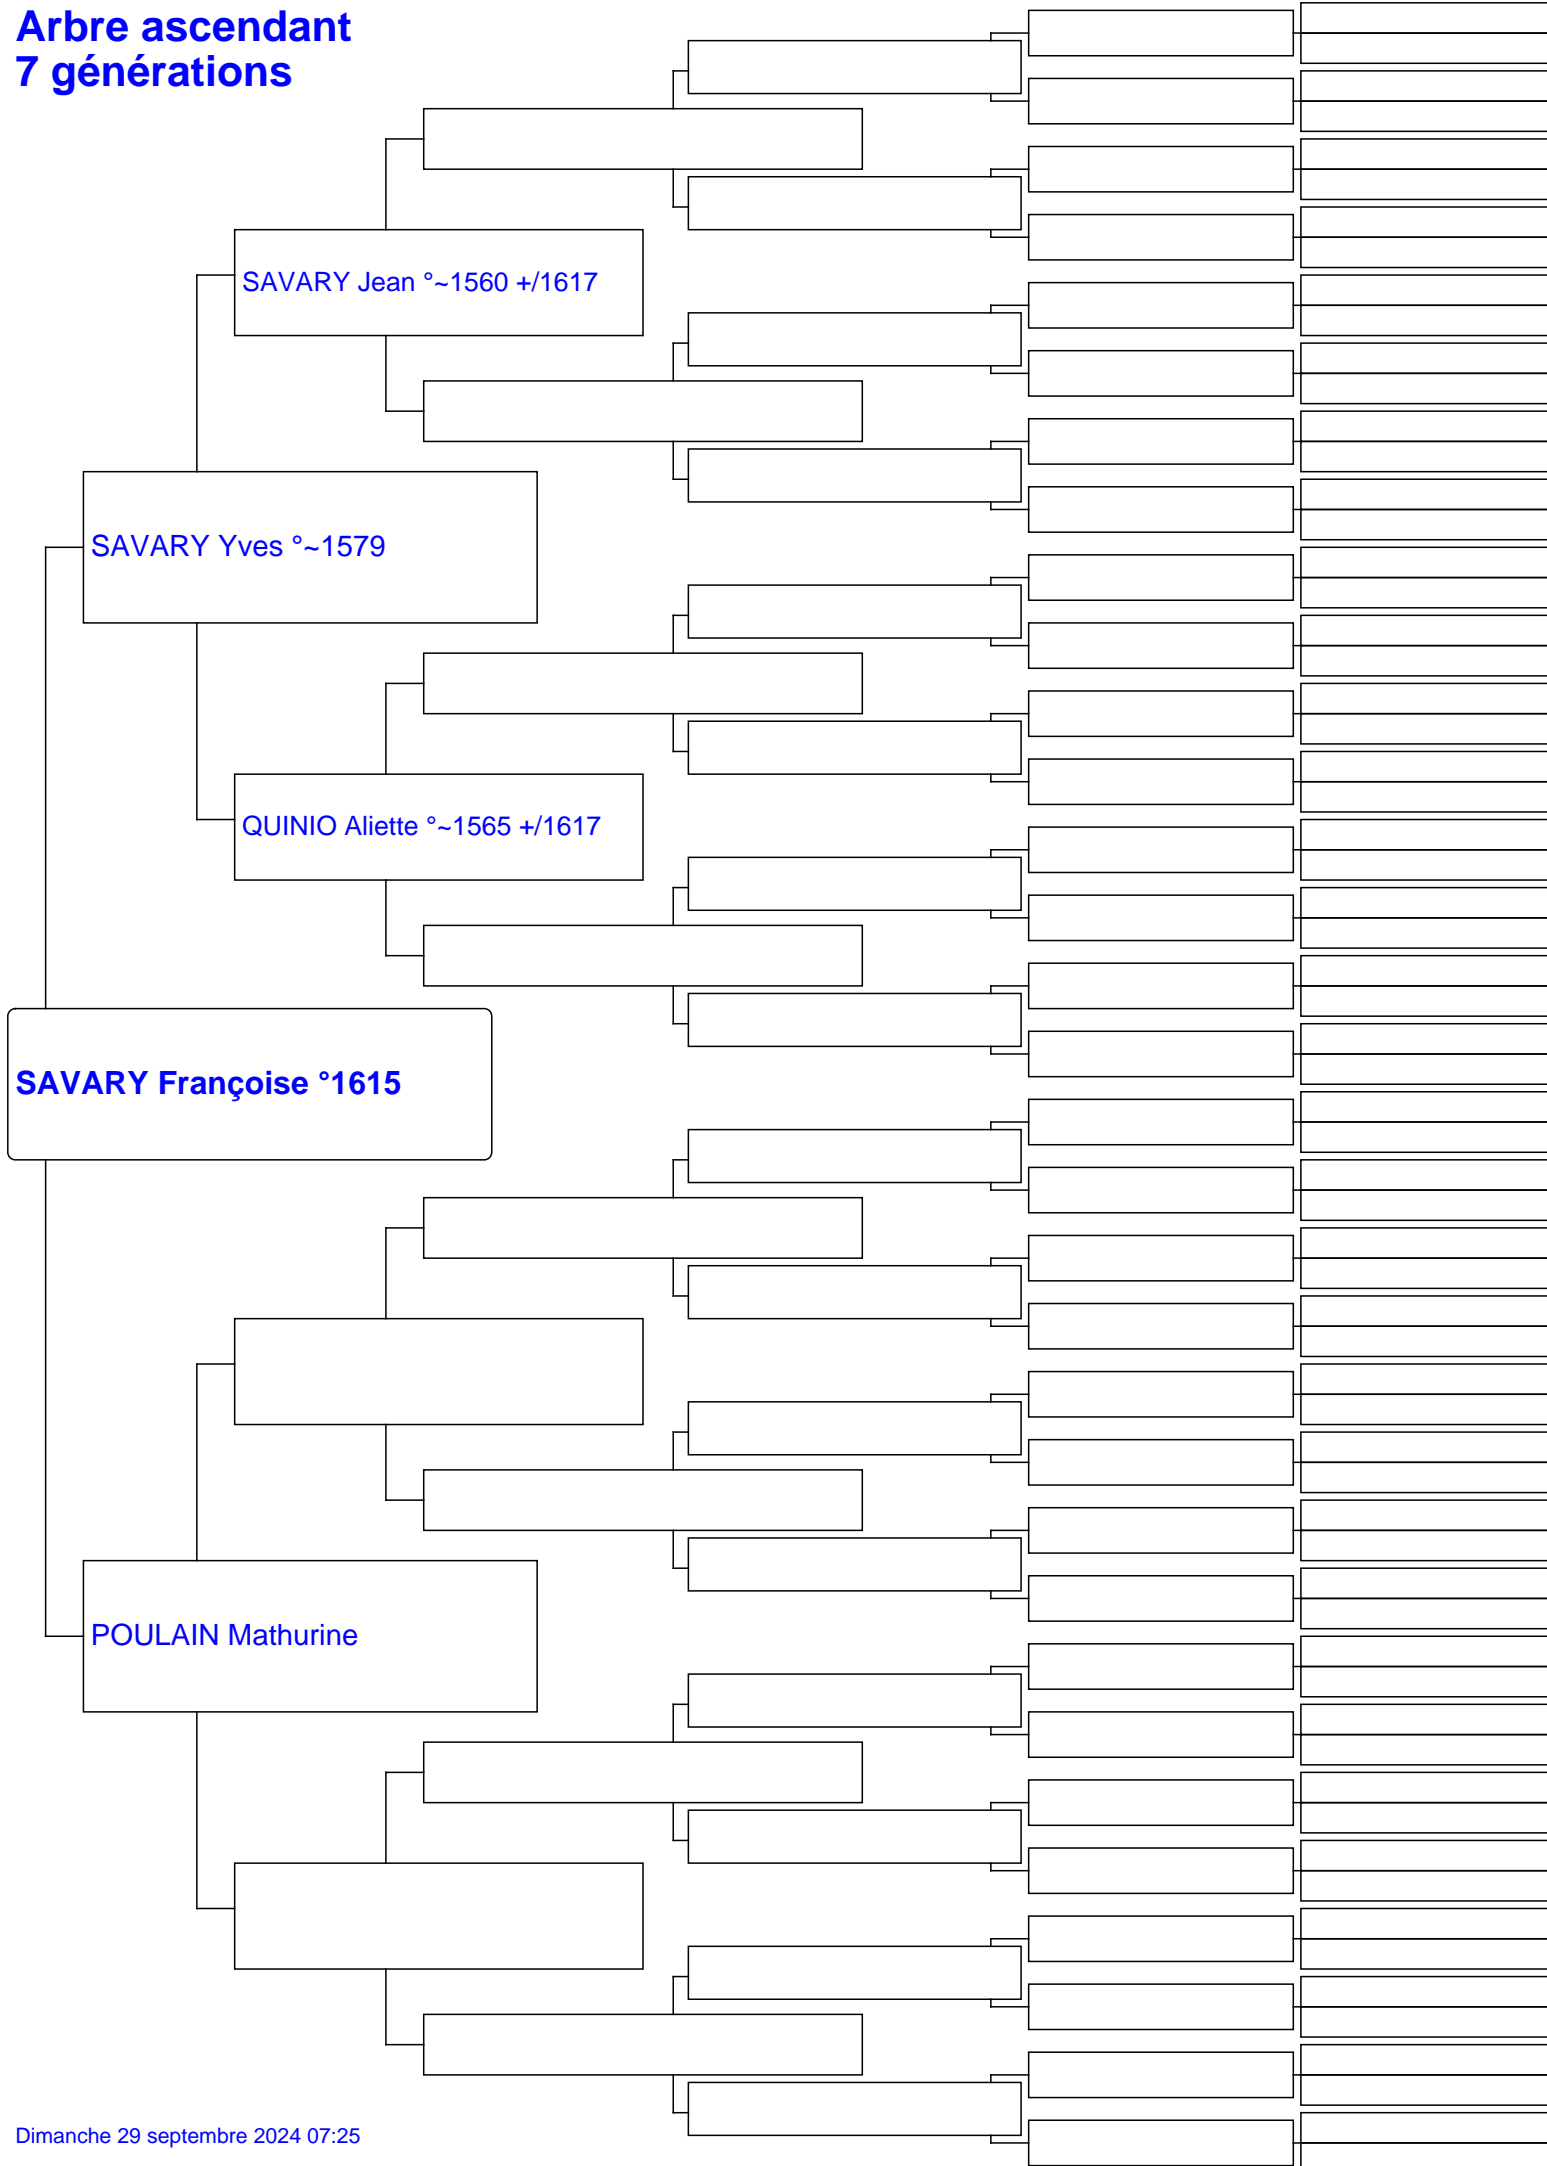 Arbre ascendant
7 générations
SAVARY Jean °~1560 +/1617
SAVARY Yves °~1579
QUINIO Aliette °~1565 +/1617
SAVARY Françoise °1615
POULAIN Mathurine
Dimanche 29 septembre 2024 07:25